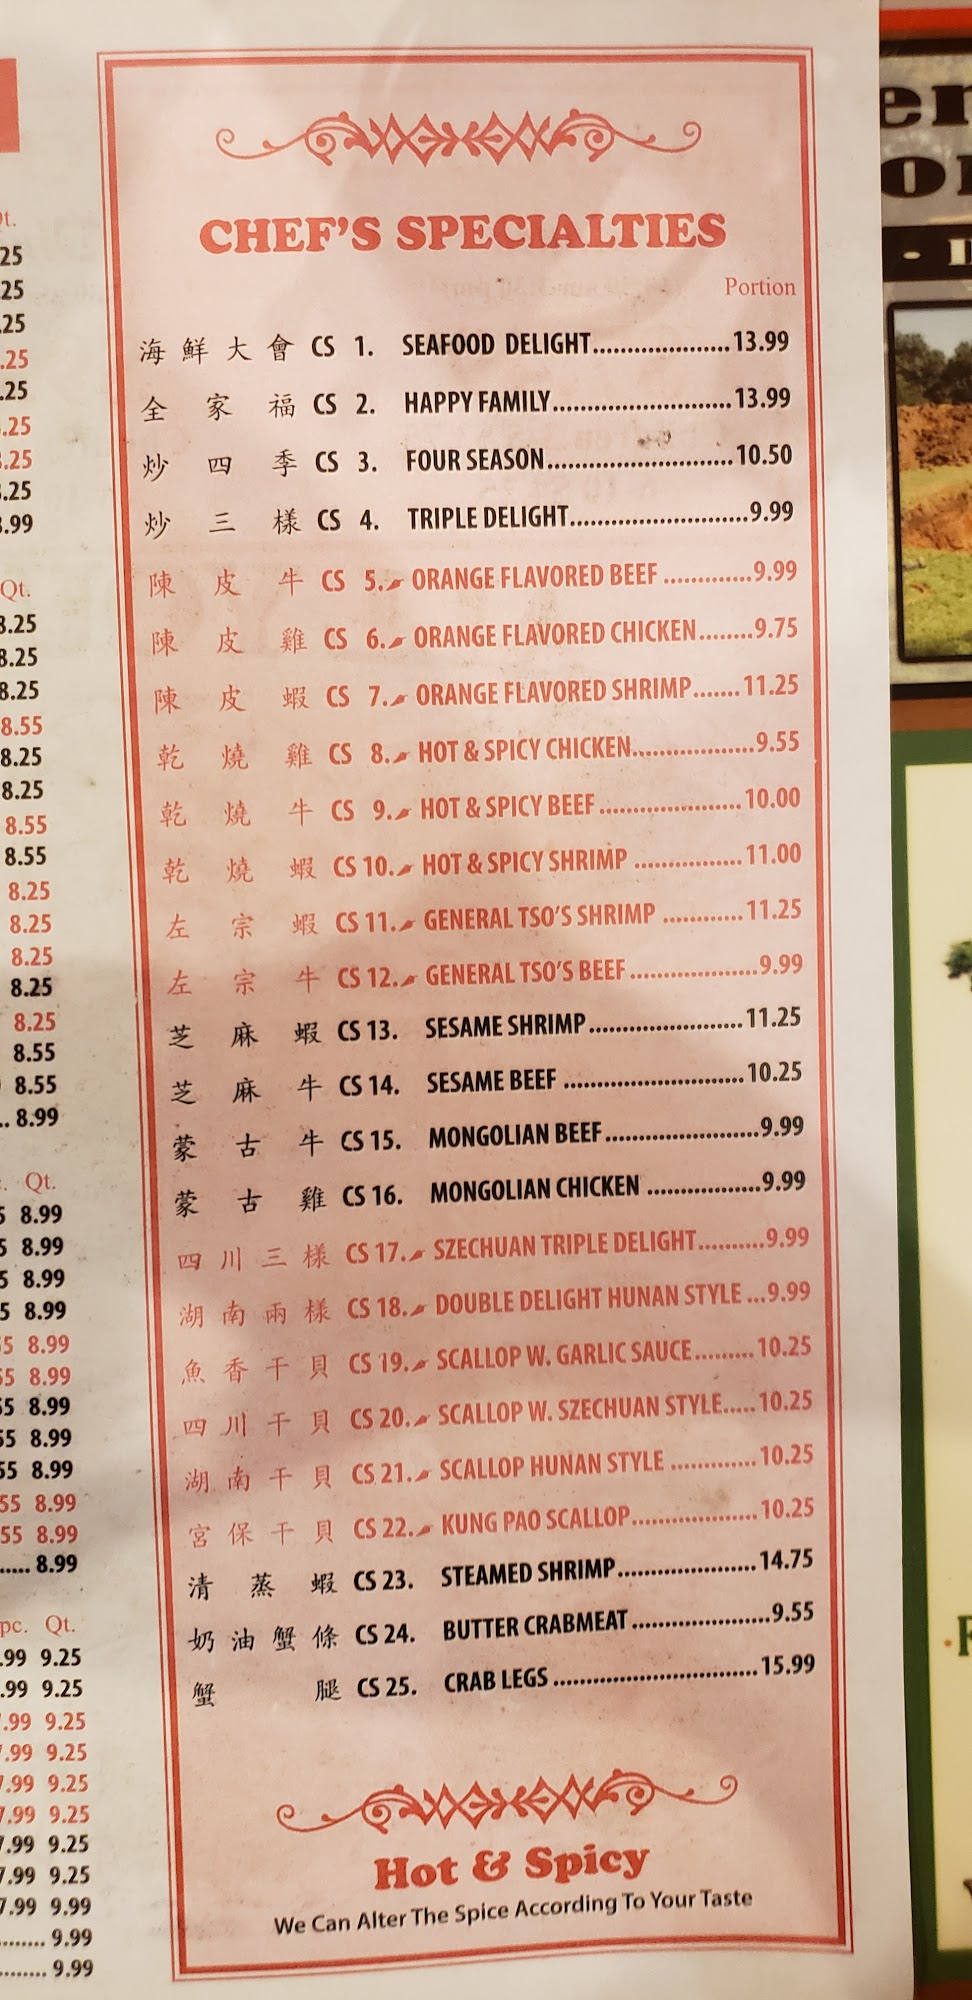 CHEF'S SPECIALTIES
Portion
海鮮大會 CS 1. SEAFOOD DELIGHT....................13.99
全家福 CS 2. HAPPY FAMILY..........................13.99
炒四季 CS 3. FOUR SEASON...........................10.50
炒三樣 CS 4. TRIPLE DELIGHT..........................9.99
陳皮牛 CS 5. ORANGE FLAVORED BEEF .............9.99
陳皮雞 CS 6. ORANGE FLAVORED CHICKEN........9.75
陳皮蝦 CS 7. ORANGE FLAVORED SHRIMP.......11.25
乾燒雞 CS 8. HOT & SPICY CHICKEN..................9.55
乾燒牛 CS 9. HOT & SPICY BEEF .....................10.00
乾燒蝦 CS 10. HOT & SPICY SHRIMP ................11.00
左宗蝦 CS 11. GENERAL TSO'S SHRIMP ............11.25
左宗牛 CS 12. GENERAL TSO'S BEEF...................9.99
芝麻蝦 CS 13. SESAME SHRIMP.......................11.25
芝麻牛 CS 14. SESAME BEEF ...........................10.25
蒙古牛 CS 15. MONGOLIAN BEEF.......................9.99
蒙古雞 CS 16. MONGOLIAN CHICKEN .................9.99
四川三樣 CS 17. SZECHUAN TRIPLE DELIGHT..........9.99
湖南兩樣 CS 18. DOUBLE DELIGHT HUNAN STYLE ...9.99
魚香干貝 CS 19. SCALLOP W. GARLIC SAUCE.........10.25
四川干貝 CS 20. SCALLOP W. SZECHUAN STYLE.....10.25
湖南干貝 CS 21. SCALLOP HUNAN STYLE .............10.25
宮保干貝 CS 22. KUNG PAO SCALLOP...................10.25
清蒸蝦 CS 23. STEAMED SHRIMP.....................14.75
奶油蟹條 CS 24. BUTTER CRABMEAT.....................9.55
蟹腿 CS 25. CRAB LEGS ...............................15.99
Hot & Spicy
We Can Alter The Spice According To Your Taste